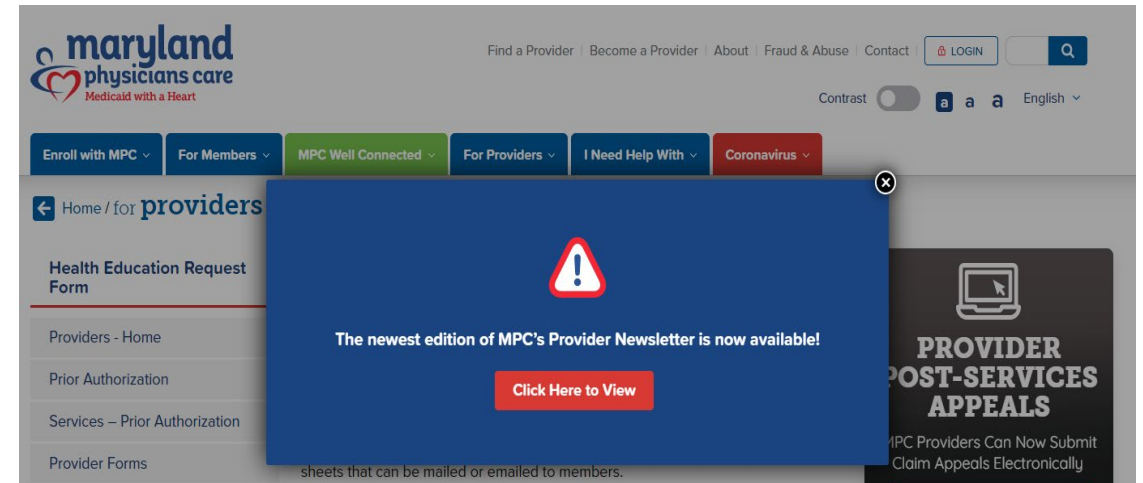 maryland
physicians care
Medicaid with a Heart
Find a Provider | Become a Provider | About | Fraud & Abuse | Contact | LOGIN
Contrast a a a English
Enroll with MPC For Members MPC Well Connected For Providers I Need Help With Coronavirus
Home / for providers
Health Education Request
Form
Providers - Home
Prior Authorization
Services – Prior Authorization
Provider Forms
The newest edition of MPC's Provider Newsletter is now available!
Click Here to View
sheets that can be mailed or emailed to members.
PROVIDER
POST-SERVICES
APPEALS
MPC Providers Can Now Submit
Claim Appeals Electronically